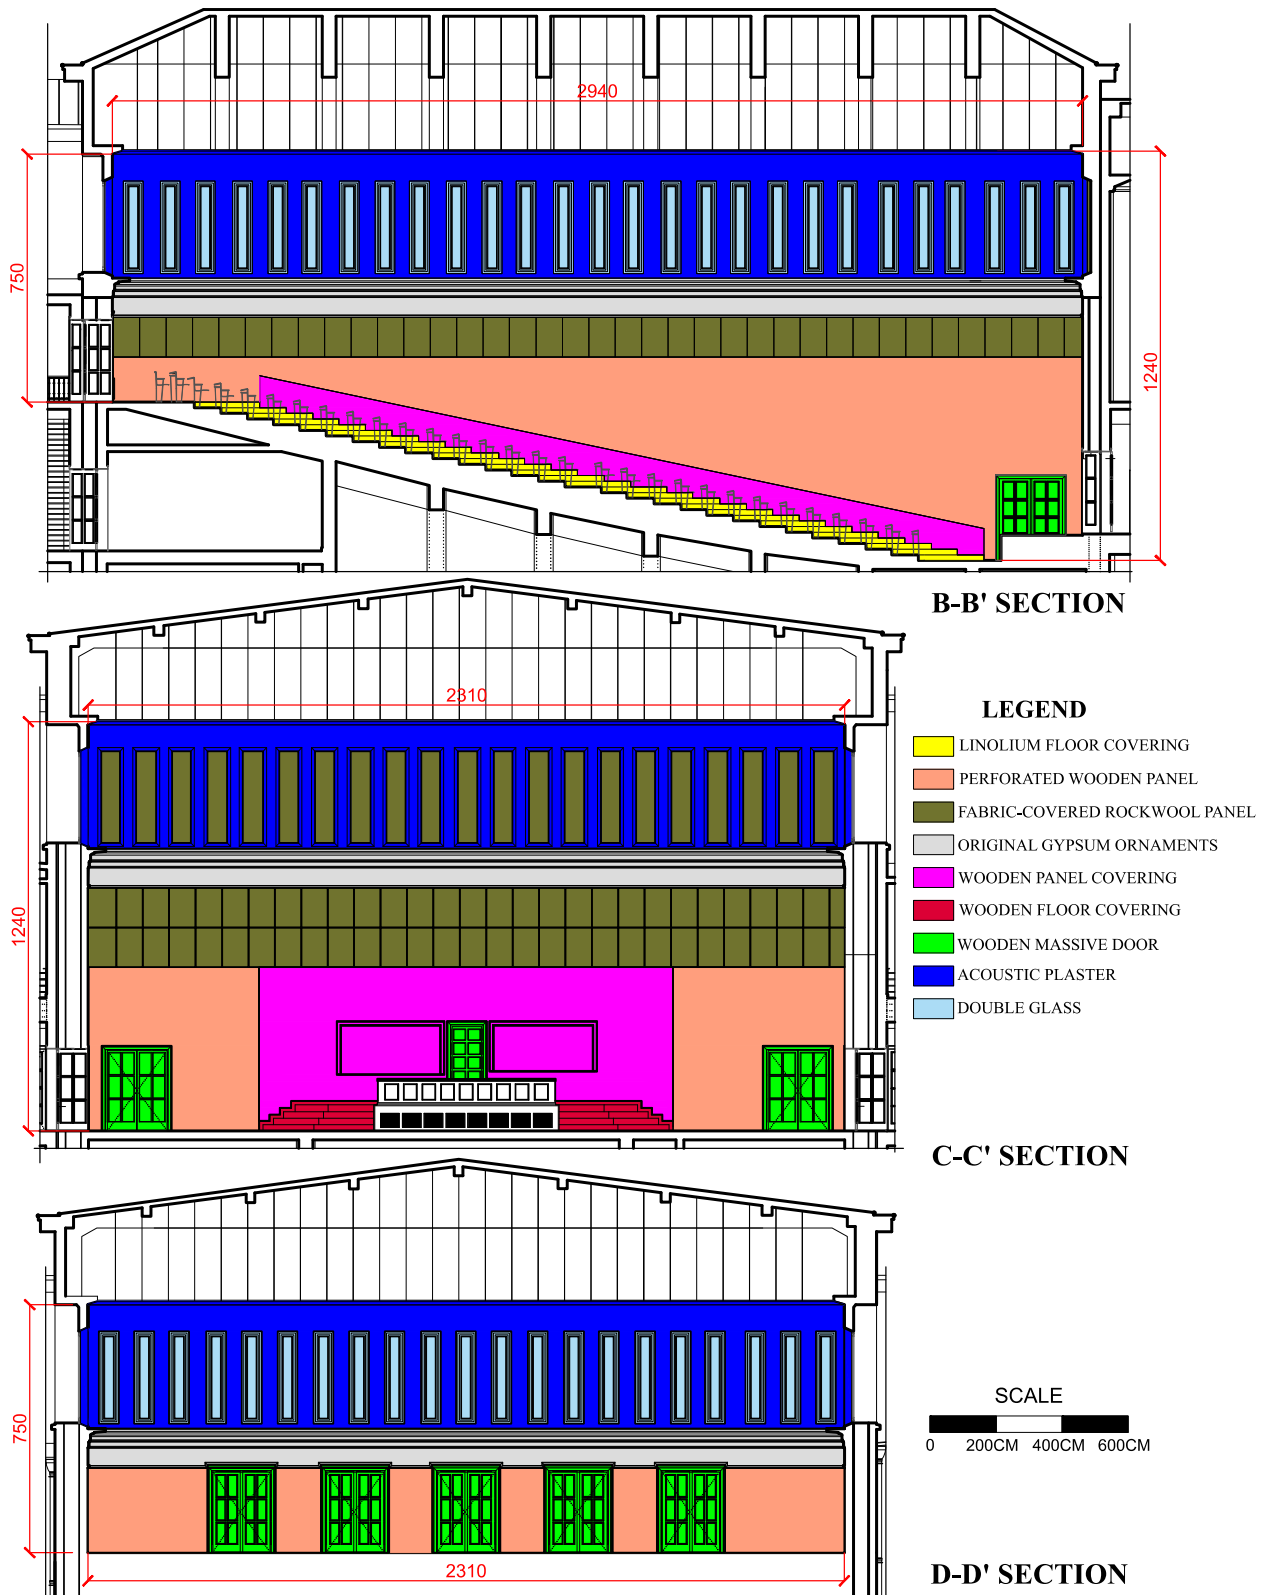 2940
750
1240
B-B' SECTION
2310
1240
LEGEND
LINOLIUM FLOOR COVERING
PERFORATED WOODEN PANEL
FABRIC-COVERED ROCKWOOL PANEL
ORIGINAL GYPSUM ORNAMENTS
WOODEN PANEL COVERING
WOODEN FLOOR COVERING
WOODEN MASSIVE DOOR
ACOUSTIC PLASTER
DOUBLE GLASS
C-C' SECTION
750
SCALE
0 200CM 400CM 600CM
2310
D-D' SECTION